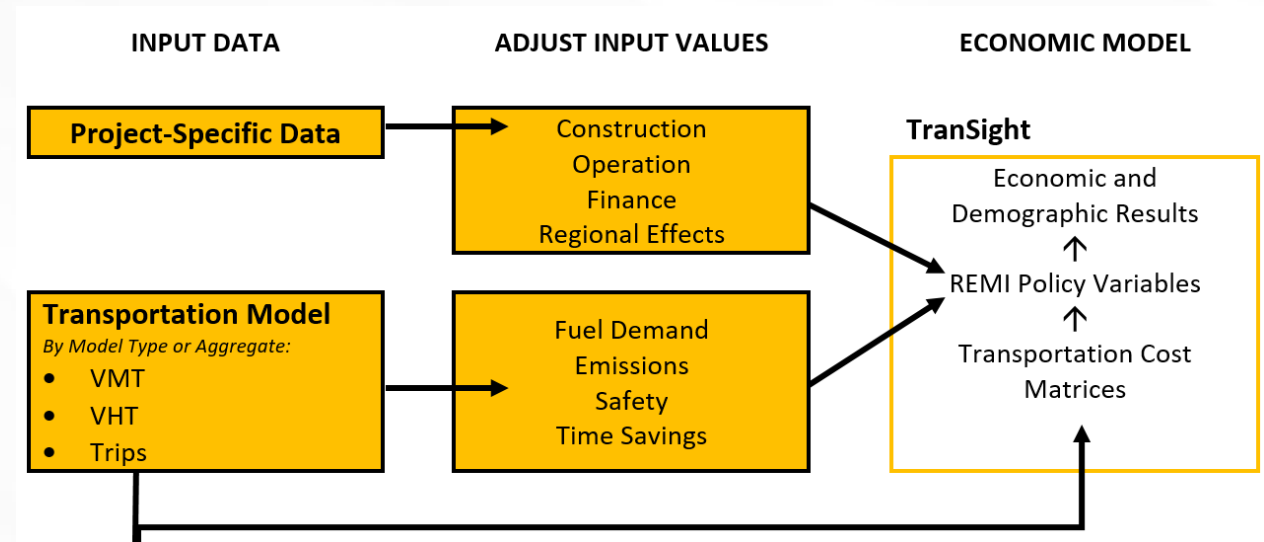 INPUT DATA
ADJUST INPUT VALUES
ECONOMIC MODEL
Project-Specific Data
Construction
Operation
Finance
Regional Effects
TranSight
Economic and
Demographic Results
↑
REMI Policy Variables
↑
Transportation Cost
Matrices
Transportation Model
By Model Type or Aggregate:
• VMT
• VHT
• Trips
Fuel Demand
Emissions
Safety
Time Savings